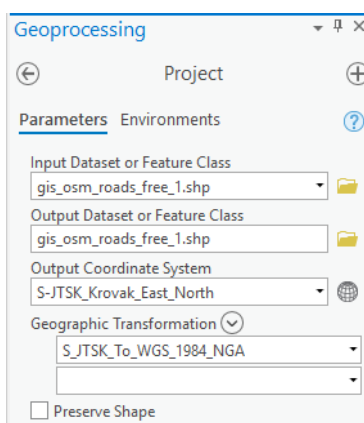 Geoprocessing
Project
Parameters Environments
Input Dataset or Feature Class
gis_osm_roads_free_1.shp
Output Dataset or Feature Class
gis_osm_roads_free_1.shp
Output Coordinate System
S-JTSK_Krovak_East_North
Geographic Transformation
S_JTSK_To_WGS_1984_NGA
Preserve Shape